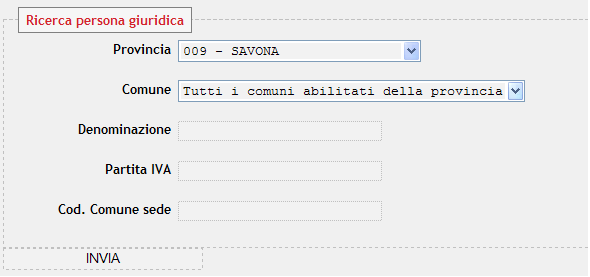 Ricerca persona giuridica
Provincia 009 - SAVONA
Comune Tutti i comuni abilitati della provincia
Denominazione
Partita IVA
Cod. Comune sede
INVIA